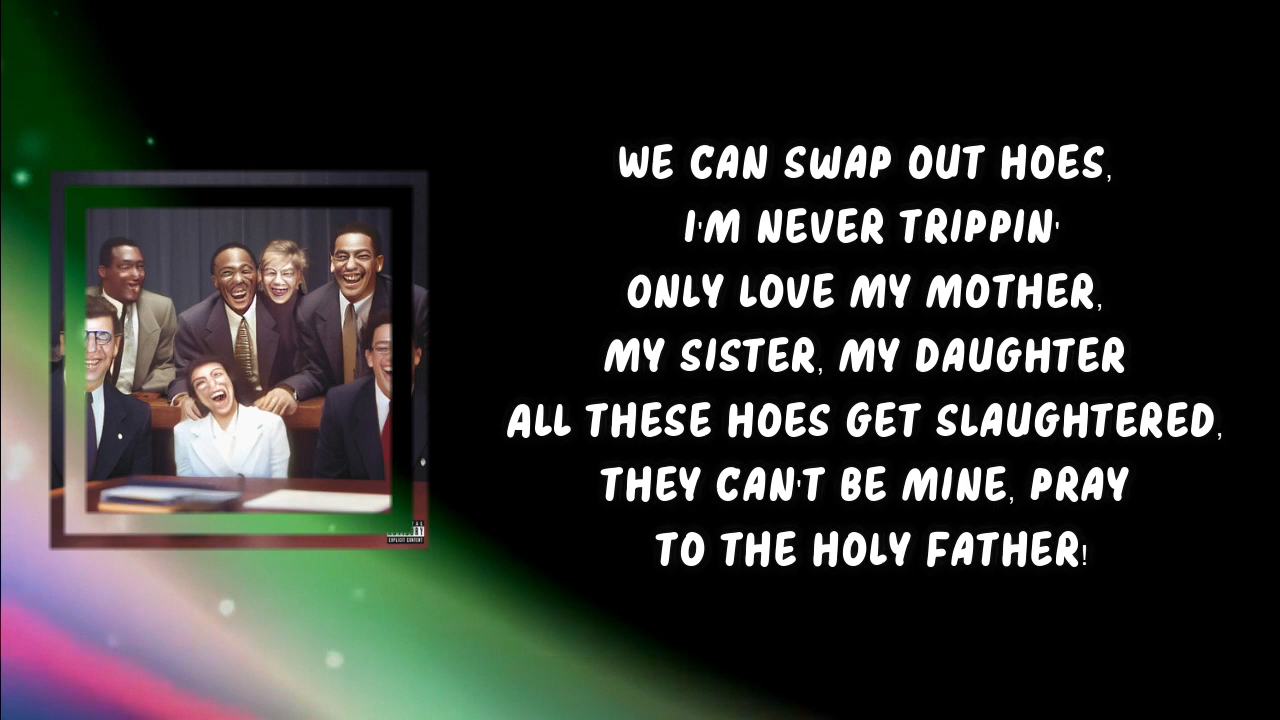 WE CAN SWAP OUT HOES,
I'M NEVER TRIPPIN'
ONLY LOVE MY MOTHER,
MY SISTER, MY DAUGHTER
ALL THESE HOES GET SLAUGHTERED,
THEY CAN'T BE MINE, PRAY
TO THE HOLY FATHER!
EXPLICIT CONTENT